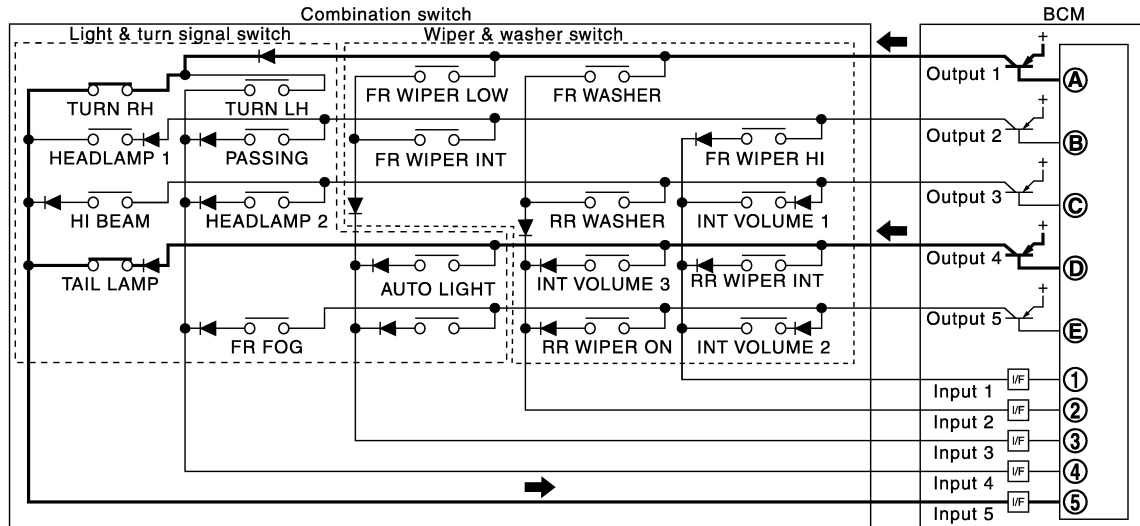 Combination switch
BCM
Light & turn signal switch
Wiper & washer switch
+
Output 1
A
TURN RH
TURN LH
FR WIPER LOW
FR WASHER
+
Output 2
B
HEADLAMP 1
PASSING
FR WIPER INT
FR WIPER HI
+
Output 3
C
HI BEAM
HEADLAMP 2
RR WASHER
INT VOLUME 1
+
Output 4
D
TAIL LAMP
AUTO LIGHT
INT VOLUME 3
RR WIPER INT
+
Output 5
E
FR FOG
RR WIPER ON
INT VOLUME 2
Input 1
I/F
1
Input 2
I/F
2
Input 3
I/F
3
Input 4
I/F
4
Input 5
I/F
5